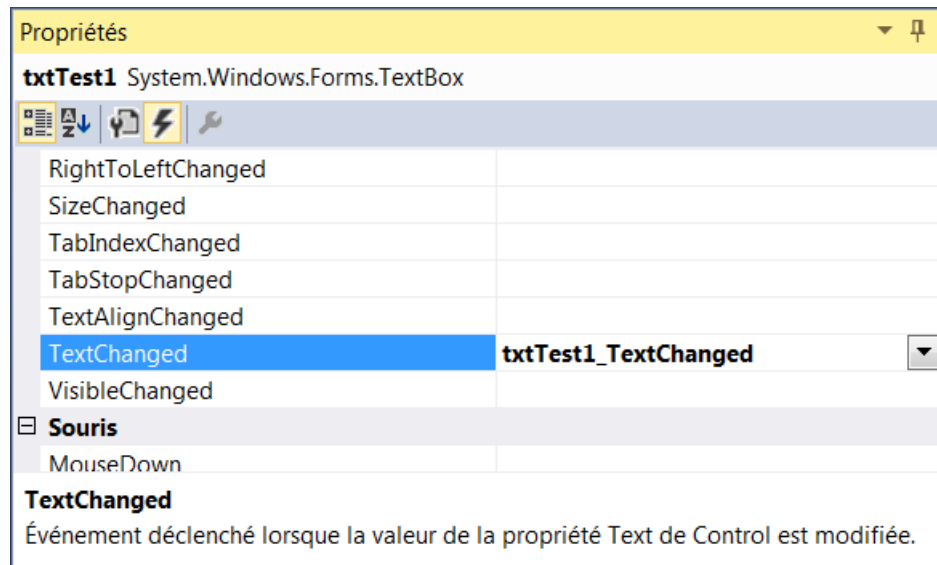 Propriétés
txtTest1 System.Windows.Forms.TextBox
RightToLeftChanged
SizeChanged
TabIndexChanged
TabStopChanged
TextAlignChanged
TextChanged txtTest1_TextChanged
VisibleChanged
Souris
MouseDown
TextChanged
Événement déclenché lorsque la valeur de la propriété Text de Control est modifiée.